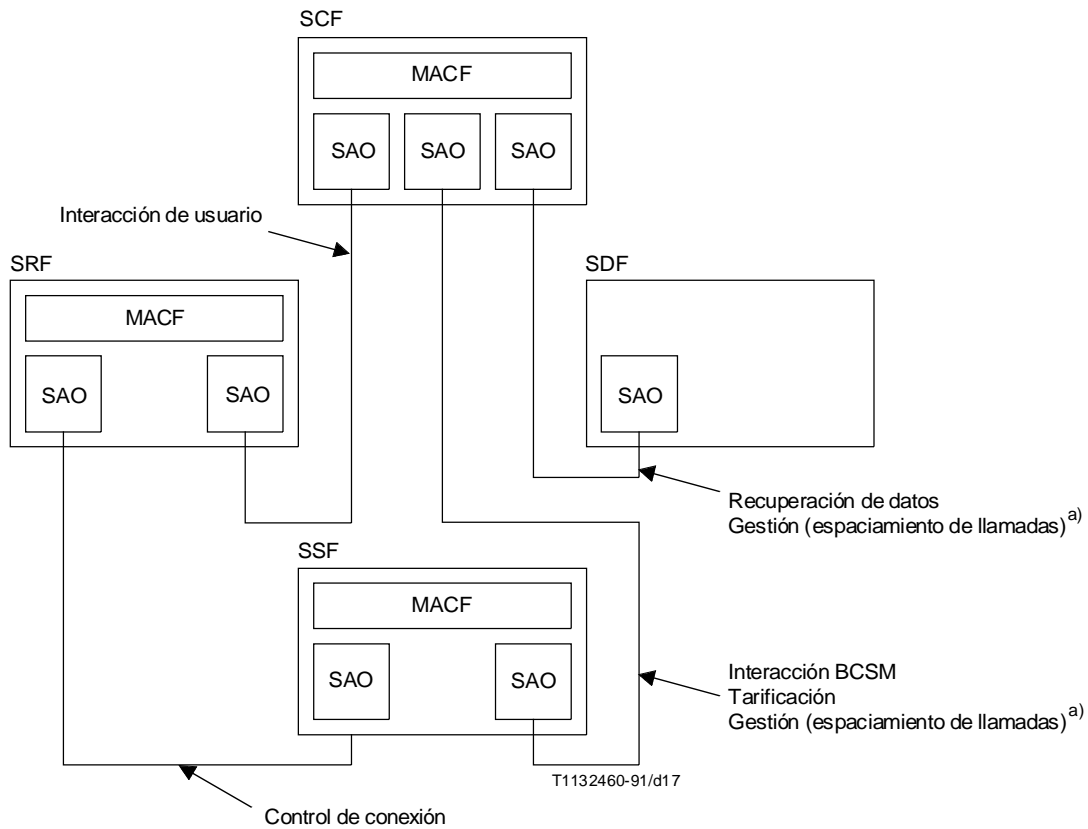 SCF
MACF
SAO SAO SAO
Interacción de usuario
SRF
MACF
SAO SAO
SDF
SAO
Recuperación de datos
Gestión (espaciamiento de llamadas)a)
SSF
MACF
SAO SAO
Interacción BCSM
Tarificación
Gestión (espaciamiento de llamadas)a)
T1132460-91/d17
Control de conexión